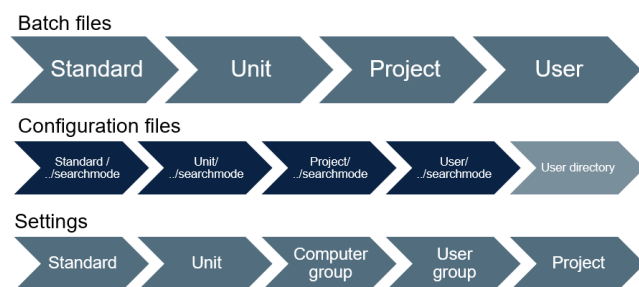 Batch files
Standard Unit Project User
Configuration files
Standard / Unit/ Project/ User/ User directory
../searchmode ../searchmode ../searchmode ../searchmode
Settings
Standard Unit Computer group User group Project